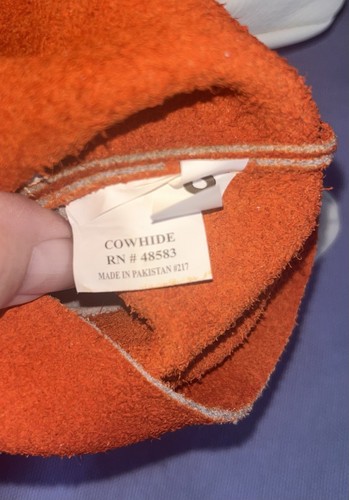 COWHIDE
RN # 48583
MADE IN PAKISTAN #217